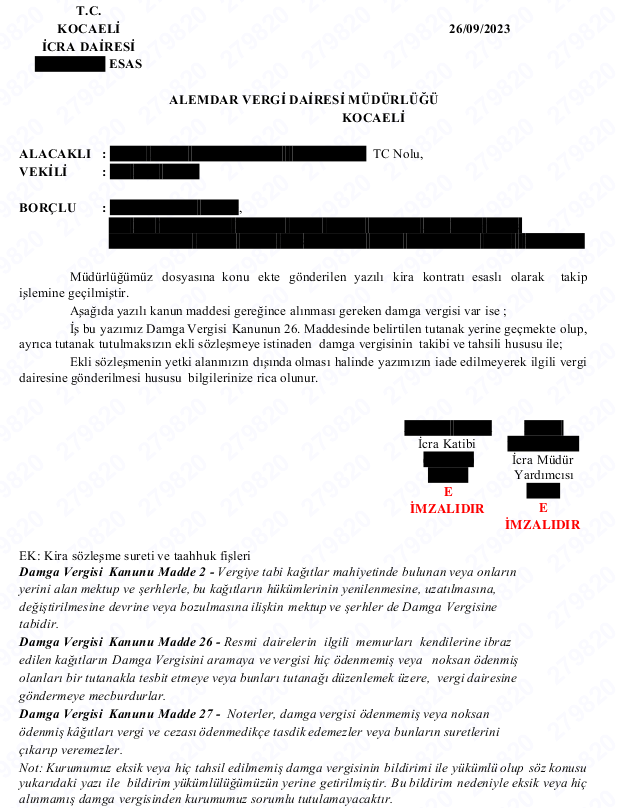 T.C.
KOCAELİ
İCRA DAİRESİ
ESAS
26/09/2023
ALEMDAR VERGİ DAİRESİ MÜDÜRLÜĞÜ
KOCAELİ
ALACAKLI : TC Nolu,
VEKİLİ :
BORÇLU : ,
Müdürlüğümüz dosyasına konu ekte gönderilen yazılı kira kontratı esaslı olarak takip
işlemine geçilmiştir.
Aşağıda yazılı kanun maddesi gereğince alınması gereken damga vergisi var ise ;
İş bu yazımız Damga Vergisi Kanunun 26. Maddesinde belirtilen tutanak yerine geçmekte olup,
ayrıca tutanak tutulmaksızın ekli sözleşmeye istinaden damga vergisinin takibi ve tahsili hususu ile;
Ekli sözleşmenin yetki alanınızın dışında olması halinde yazımızın iade edilmeyerek ilgili vergi
dairesine gönderilmesi hususu bilgilerinize rica olunur.
İcra Katibi
E
İMZALIDIR
İcra Müdür
Yardımcısı
E
İMZALIDIR
EK: Kira sözleşme sureti ve taahhuk fişleri
Damga Vergisi Kanunu Madde 2 - Vergiye tabi kağıtlar mahiyetinde bulunan veya onların
yerini alan mektup ve şerhlerle, bu kağıtların hükümlerinin yenilenmesine, uzatılmasına,
değiştirilmesine devrine veya bozulmasına ilişkin mektup ve şerhler de Damga Vergisine
tabidir.
Damga Vergisi Kanunu Madde 26 - Resmi dairelerin ilgili memurları kendilerine ibraz
edilen kağıtların Damga Vergisini aramaya ve vergisi hiç ödenmemiş veya noksan ödenmiş
olanları bir tutanakla tesbit etmeye veya bunları tutanağı düzenlemek üzere, vergi dairesine
göndermeye mecburdurlar.
Damga Vergisi Kanunu Madde 27 - Noterler, damga vergisi ödenmemiş veya noksan
ödenmiş kâğıtları vergi ve cezası ödenmedikçe tasdik edemezler veya bunların suretlerini
çıkarıp veremezler.
Not: Kurumumuz eksik veya hiç tahsil edilmemiş damga vergisinin bildirimi ile yükümlü olup söz konusu
yukarıdaki yazı ile bildirim yükümlülüğümüzün yerine getirilmiştir. Bu bildirim nedeniyle eksik veya hiç
alınmamış damga vergisinden kurumumuz sorumlu tutulamayacaktır.